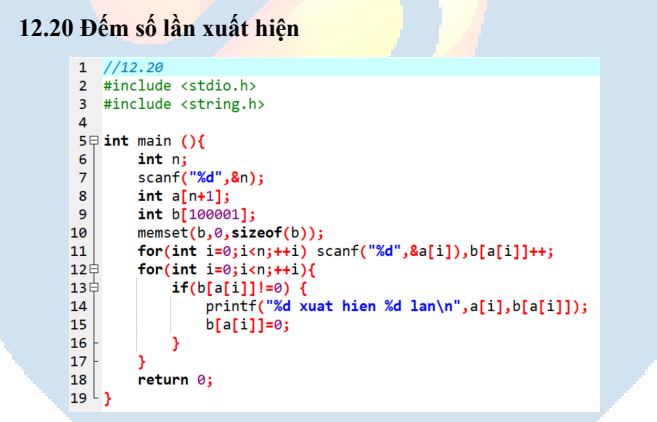 12.20 Đếm số lần xuất hiện
1 //12.20
2 #include <stdio.h>
3 #include <string.h>
4
5 int main (){
6 int n;
7 scanf("%d",&n);
8 int a[n+1];
9 int b[100001];
10 memset(b,0,sizeof(b));
11 for(int i=0;i<n;++i) scanf("%d",&a[i]),b[a[i]]++;
12 for(int i=0;i<n;++i){
13 if(b[a[i]]!=0) {
14 printf("%d xuat hien %d lan\n",a[i],b[a[i]]);
15 b[a[i]]=0;
16 }
17 }
18 return 0;
19 }